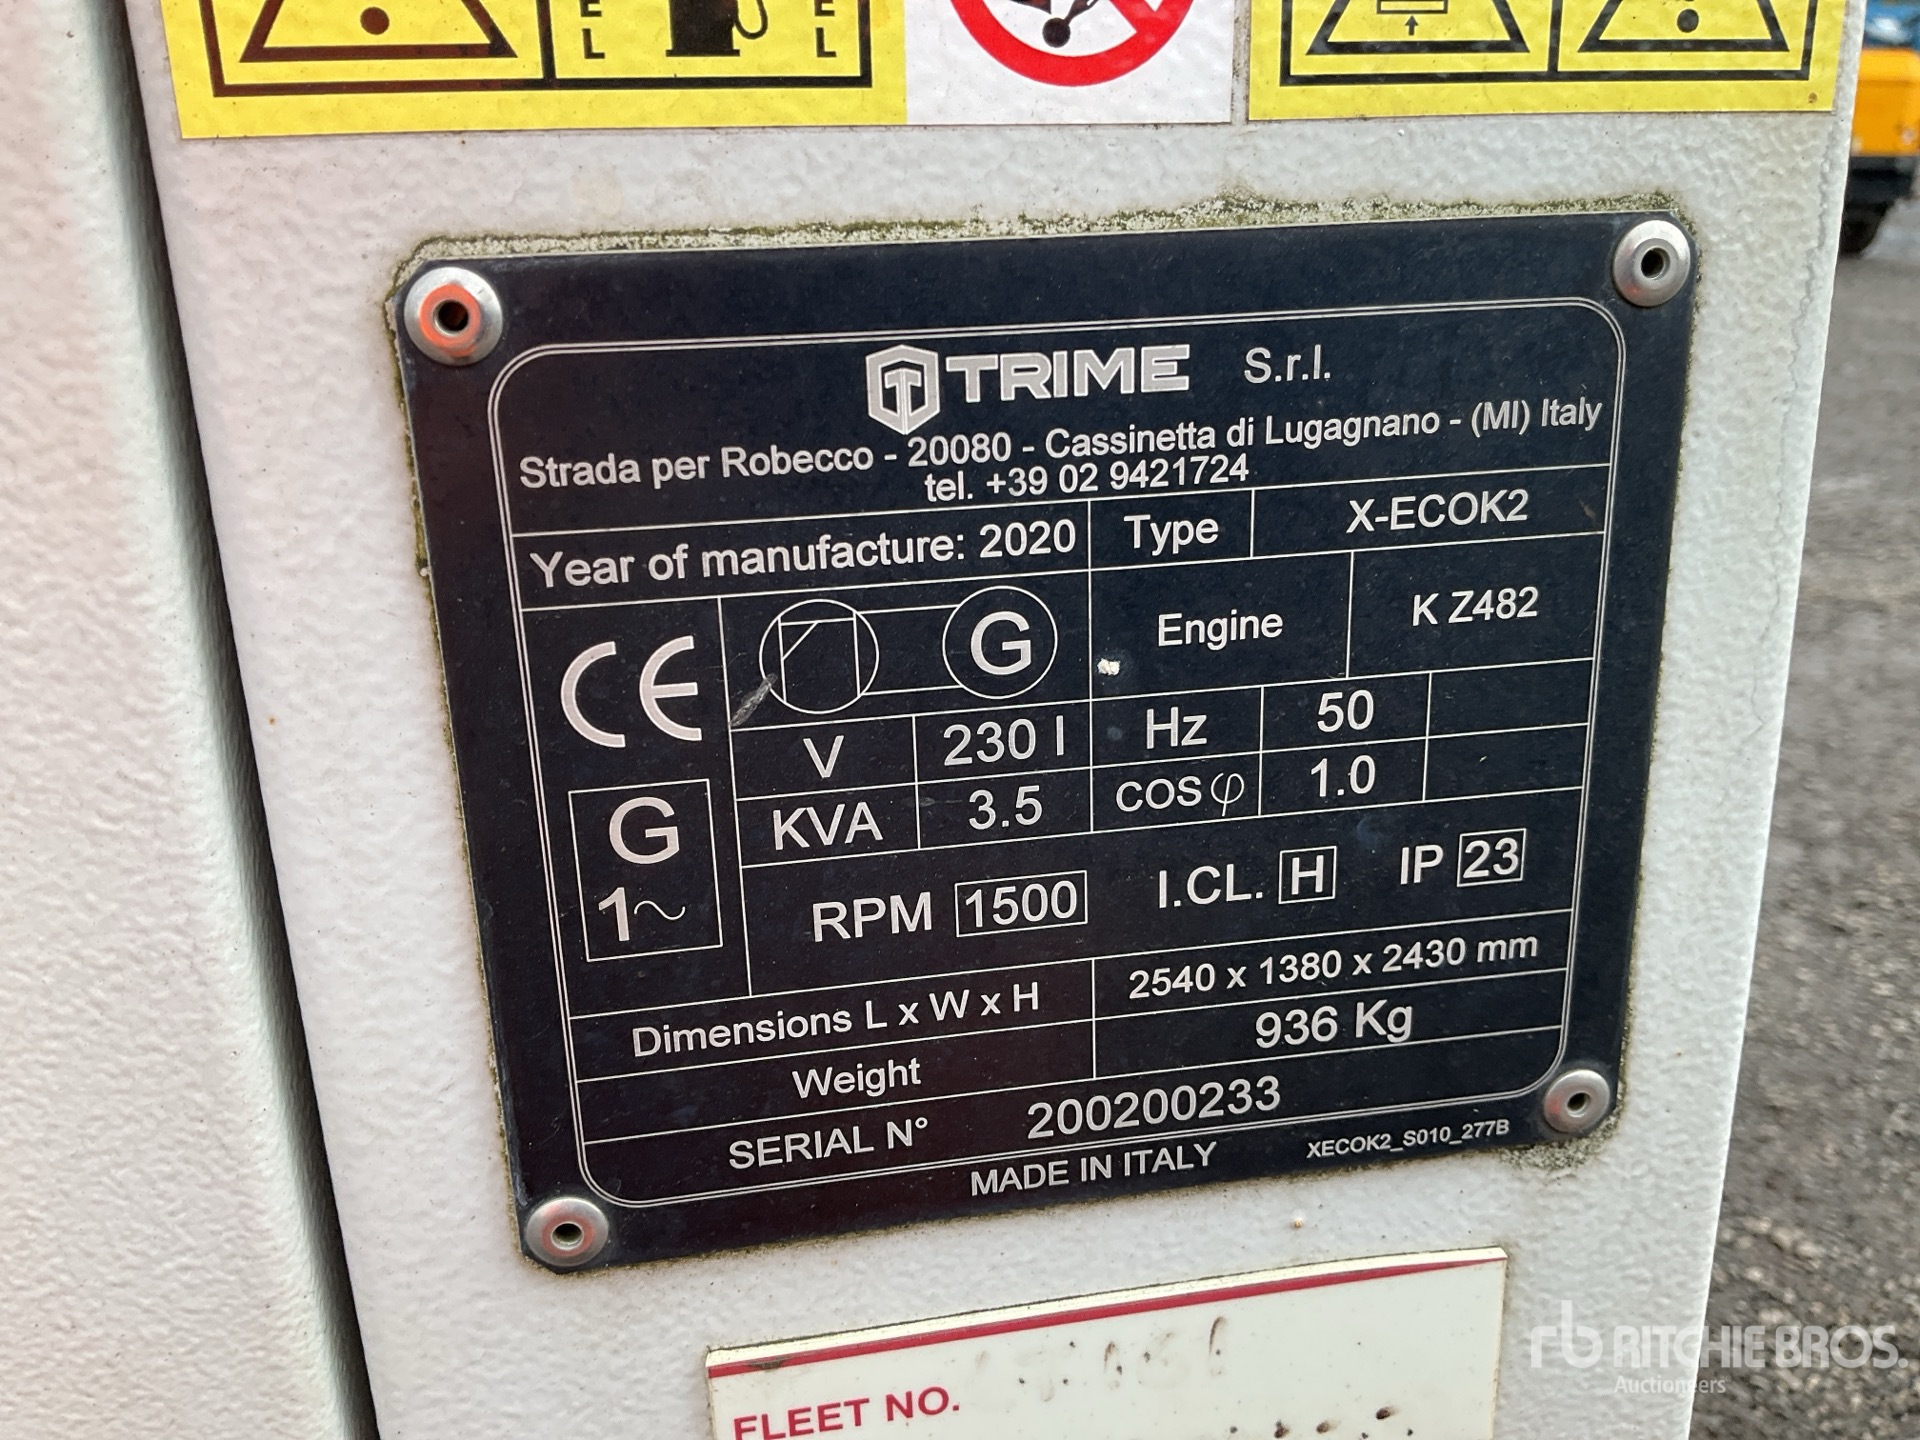 E
L
E
L
TRIME S.r.l.
Strada per Robecco - 20080 - Cassinetta di Lugagnano - (MI) Italy
tel. +39 02 9421724
Year of manufacture: 2020 Type X-ECOK2
CE G Engine K Z482
V 230 I Hz 50
KVA 3.5 COS φ 1.0
G
1~
RPM 1500 I.CL. H IP 23
Dimensions L x W x H 2540 x 1380 x 2430 mm
Weight 936 Kg
SERIAL N° 200200233
MADE IN ITALY XECOK2_S010_277B
FLEET NO.
rb RITCHIE BROS.
Auctioneers